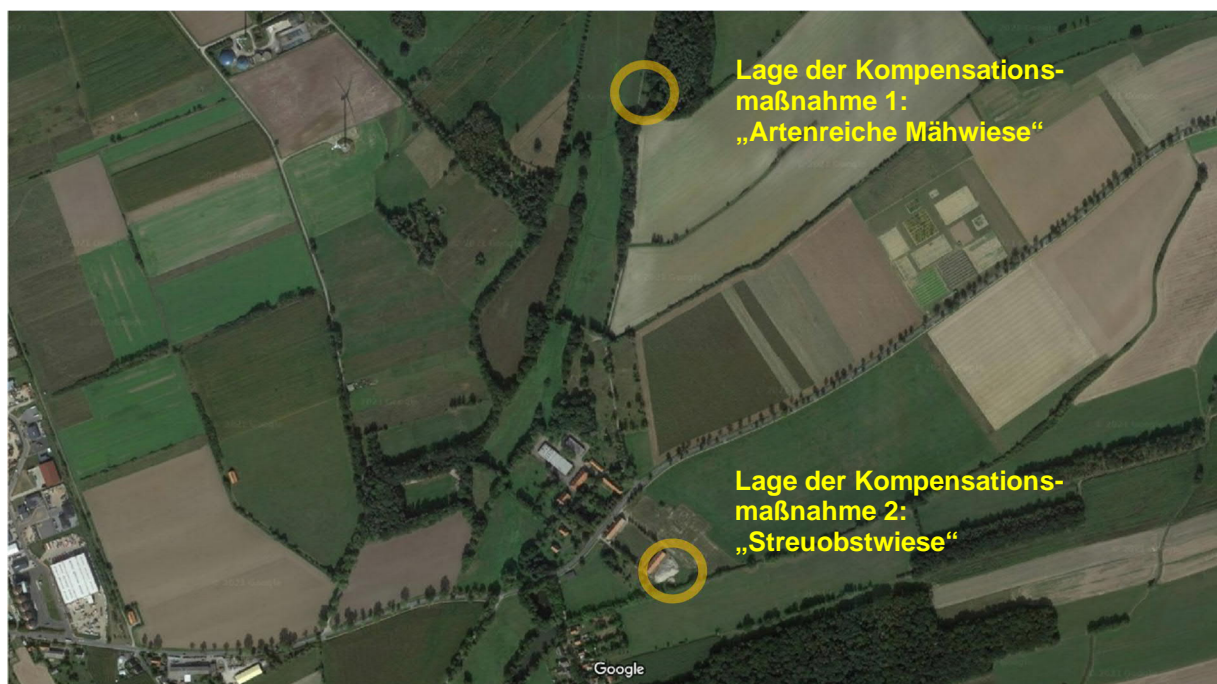 Lage der Kompensations-
maßnahme 1:
„Artenreiche Mähwiese“
Lage der Kompensations-
maßnahme 2:
„Streuobstwiese“
Google